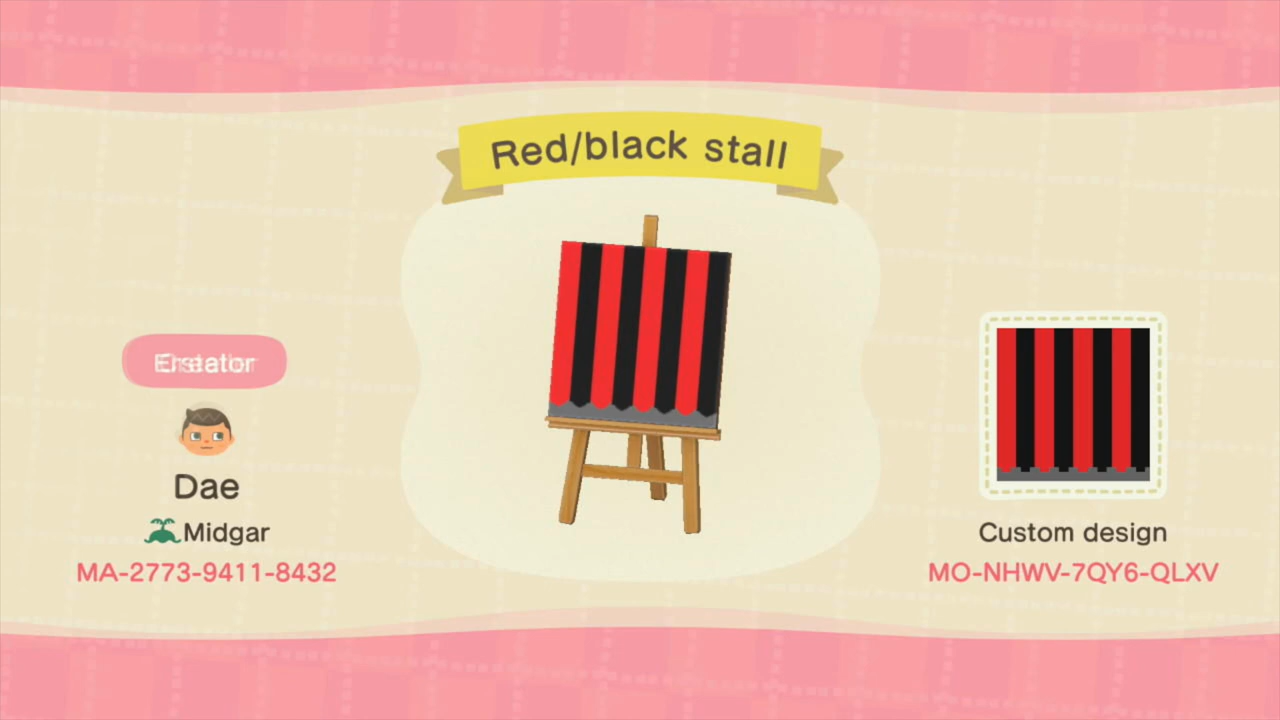 Red/black stall
Dae
Midgar
MA-2773-9411-8432
Custom design
MO-NHWV-7QY6-QLXV